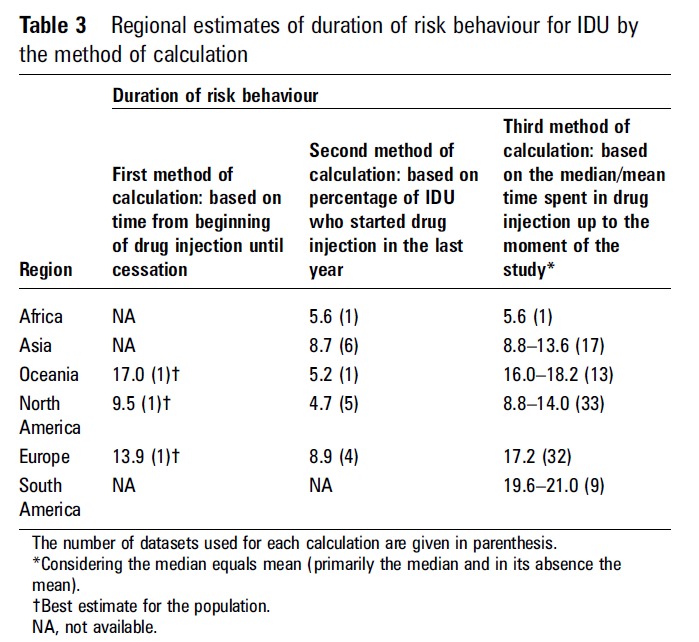 Table 3 Regional estimates of duration of risk behaviour for IDU by
the method of calculation
Duration of risk behaviour
Region
First method of
calculation: based on
time from beginning
of drug injection until
cessation
Second method of
calculation: based on
percentage of IDU
who started drug
injection in the last
year
Third method of
calculation: based
on the median/mean
time spent in drug
injection up to the
moment of the
study*
Africa NA 5.6 (1) 5.6 (1)
Asia NA 8.7 (6) 8.8–13.6 (17)
Oceania 17.0 (1)† 5.2 (1) 16.0–18.2 (13)
North 9.5 (1)† 4.7 (5) 8.8–14.0 (33)
America
Europe 13.9 (1)† 8.9 (4) 17.2 (32)
South NA NA 19.6–21.0 (9)
America
The number of datasets used for each calculation are given in parenthesis.
*Considering the median equals mean (primarily the median and in its absence the
mean).
†Best estimate for the population.
NA, not available.